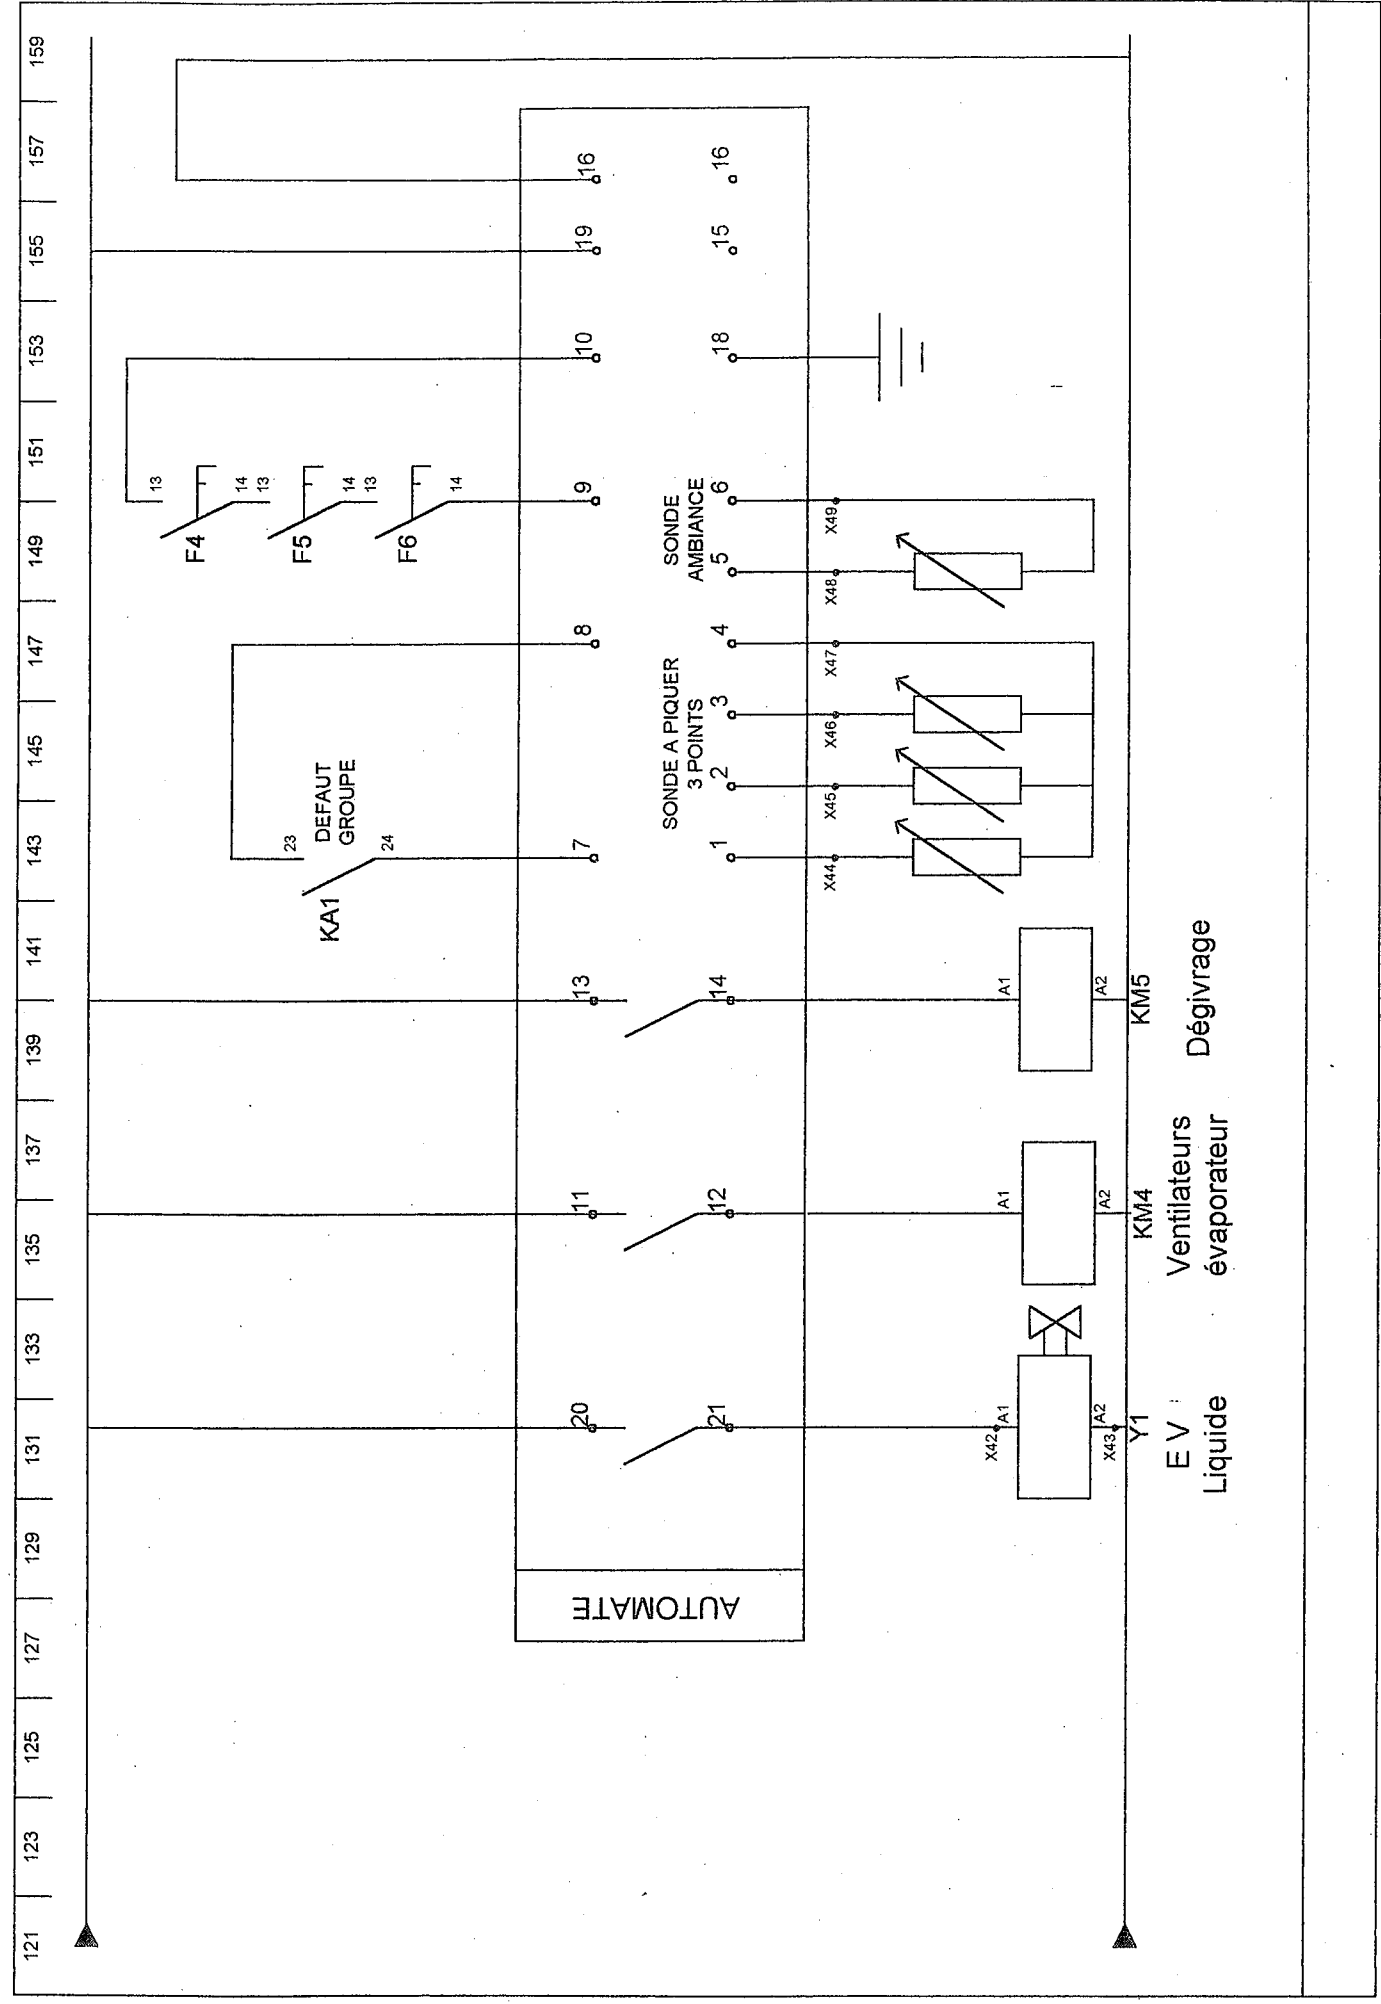 121 123 125 127 129 131 133 135 137 139 141 143 145 147 149 151 153 155 157 159
13
F4
14
13
F5
14
13
F6
14
23
DEFAUT
GROUPE
KA1
24
20 11 13 7 8 9 10 19 16
AUTOMATE
SONDE A PIQUER
3 POINTS
SONDE
AMBIANCE
21 12 14 1 2 3 4 5 6 18 15 16
X44 X45 X46 X47 X48 X49
X42 A1 A1 A1
X43 A2 A2 A2
Y1 KM4 KM5
E V
Liquide
Ventilateurs
évaporateur
Dégivrage